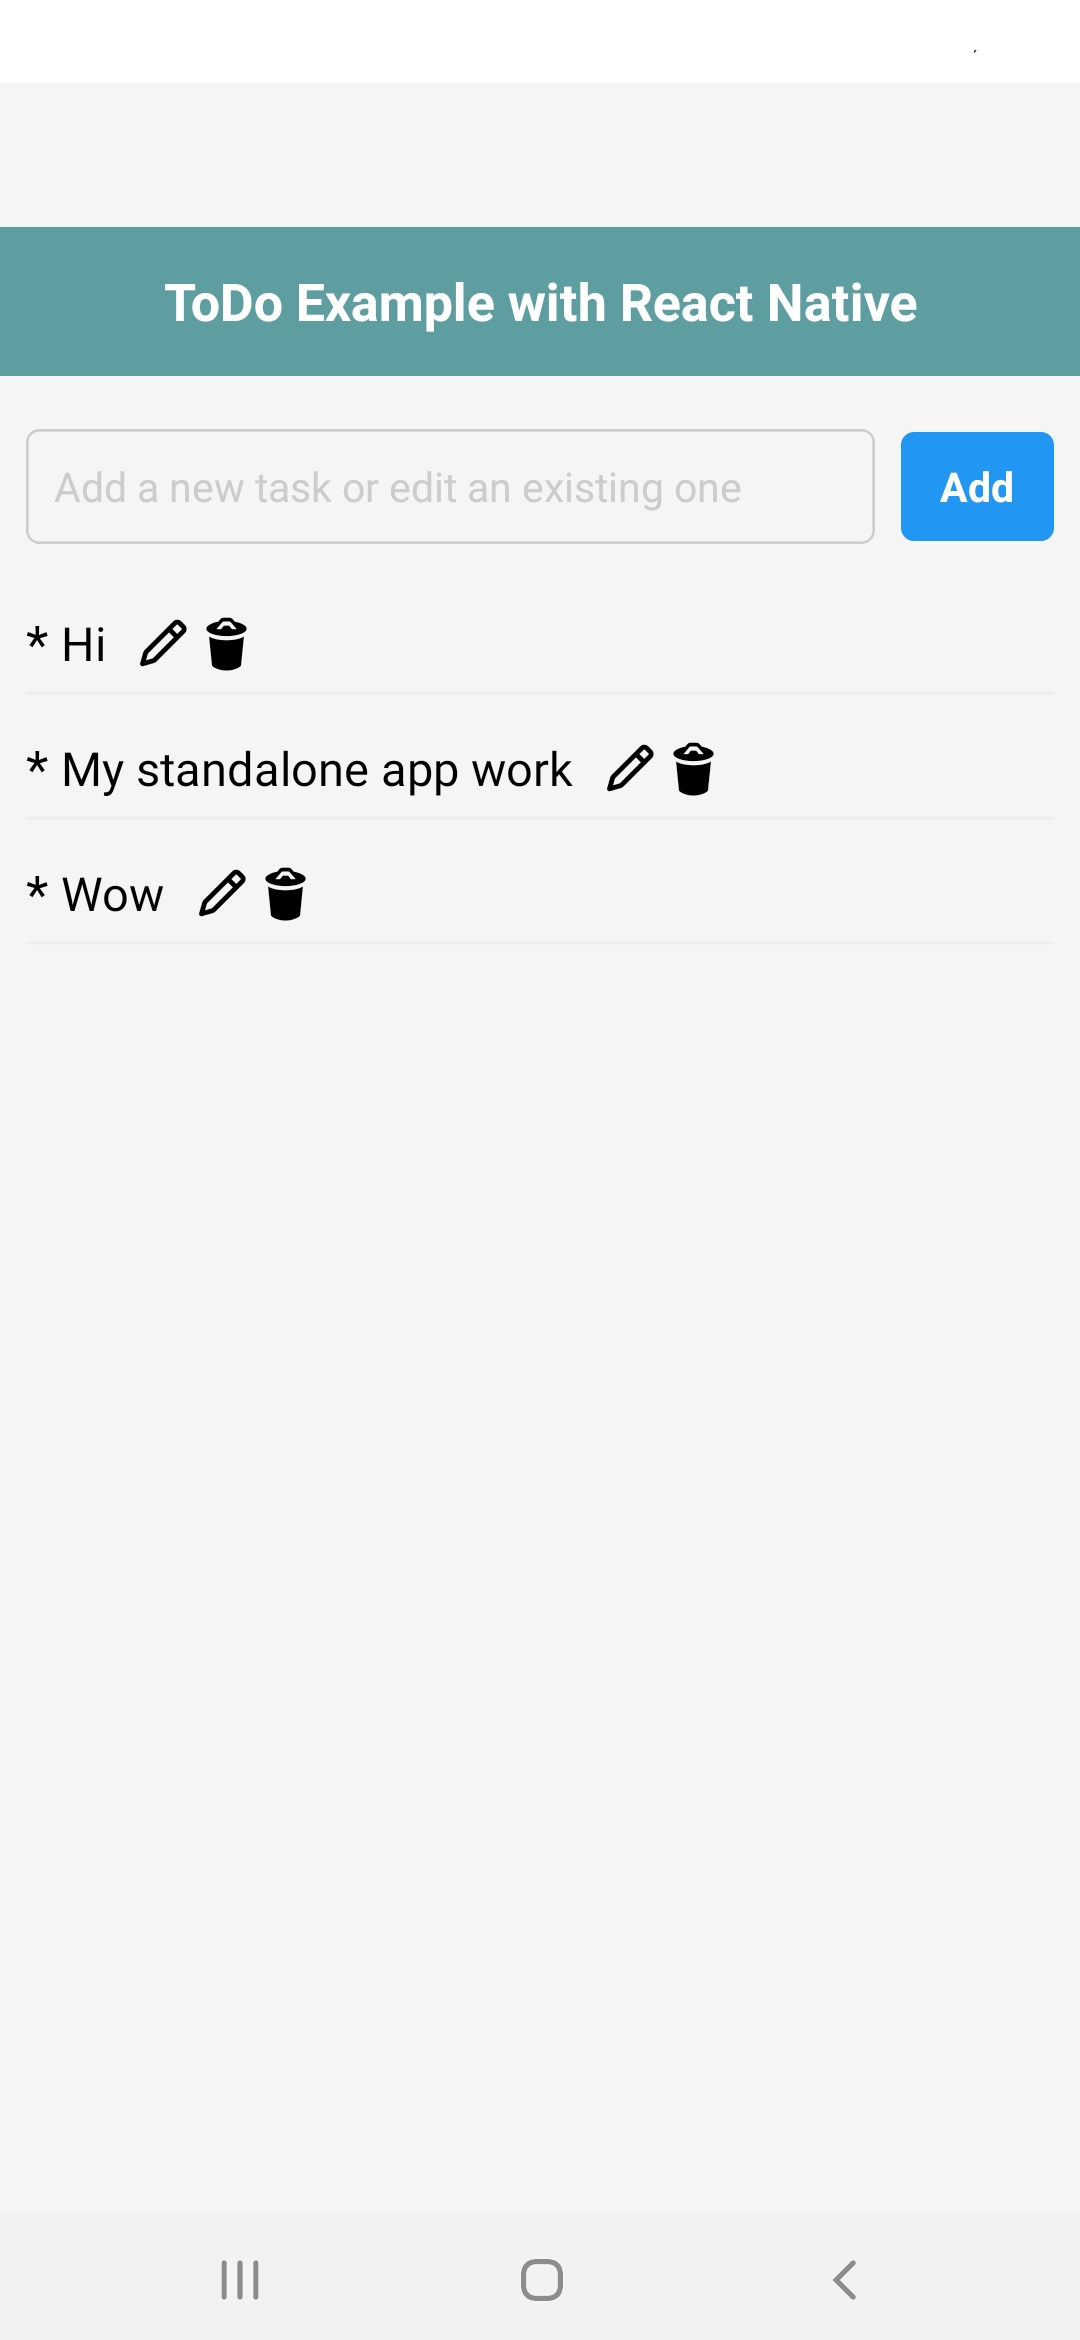 ToDo Example with React Native
Add a new task or edit an existing one
Add
* Hi
* My standalone app work
* Wow